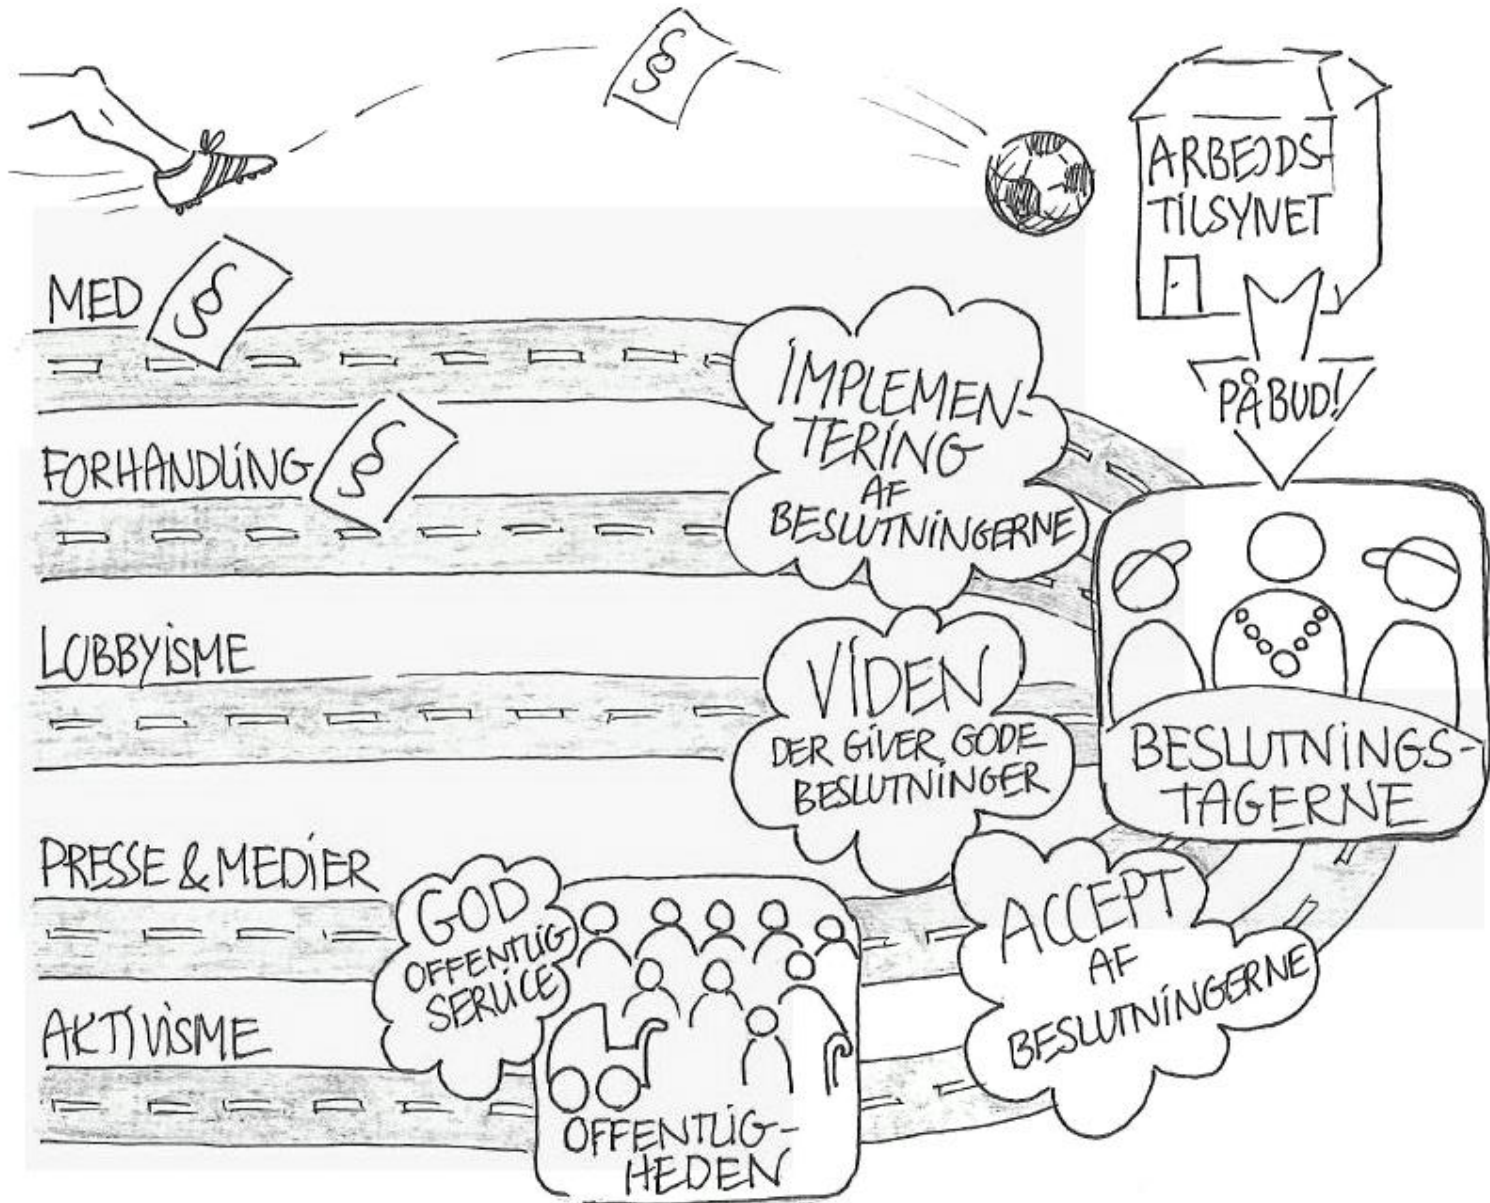 §
ARBEJDS-
TILSYNET
MED
§
PÅBUD!
IMPLEMEN-
TERING
AF
BESLUTNINGERNE
FORHANDLING
§
LOBBYISME
VIDEN
DER GIVER GODE
BESLUTNINGER
BESLUTNINGS-
TAGERNE
PRESSE & MEDIER
GOD
OFFENTLIG
SERVICE
ACCEPT
AF
BESLUTNINGERNE
AKTIVISME
OFFENTLIG-
HEDEN